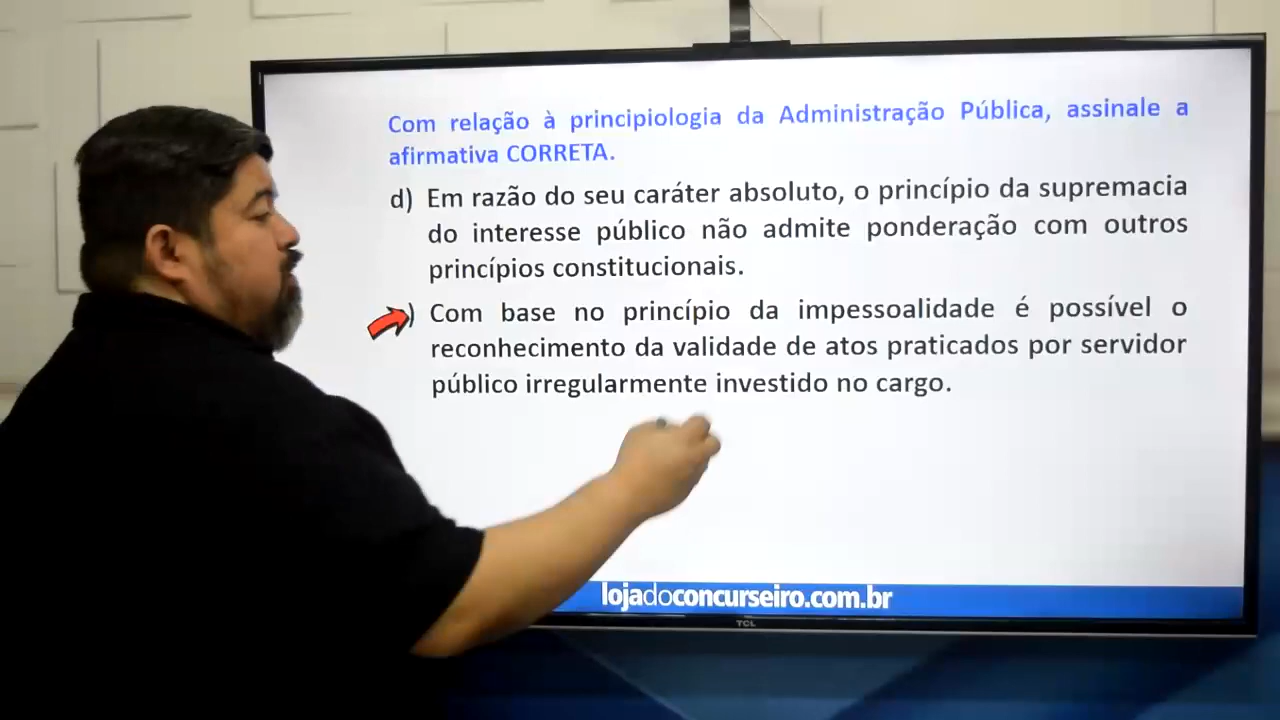 Com relação à principiologia da Administração Pública, assinale a
afirmativa CORRETA.
d) Em razão do seu caráter absoluto, o princípio da supremacia
do interesse público não admite ponderação com outros
princípios constitucionais.
) Com base no princípio da impessoalidade é possível o
reconhecimento da validade de atos praticados por servidor
público irregularmente investido no cargo.
lojadoconcurseiro.com.br
TCL